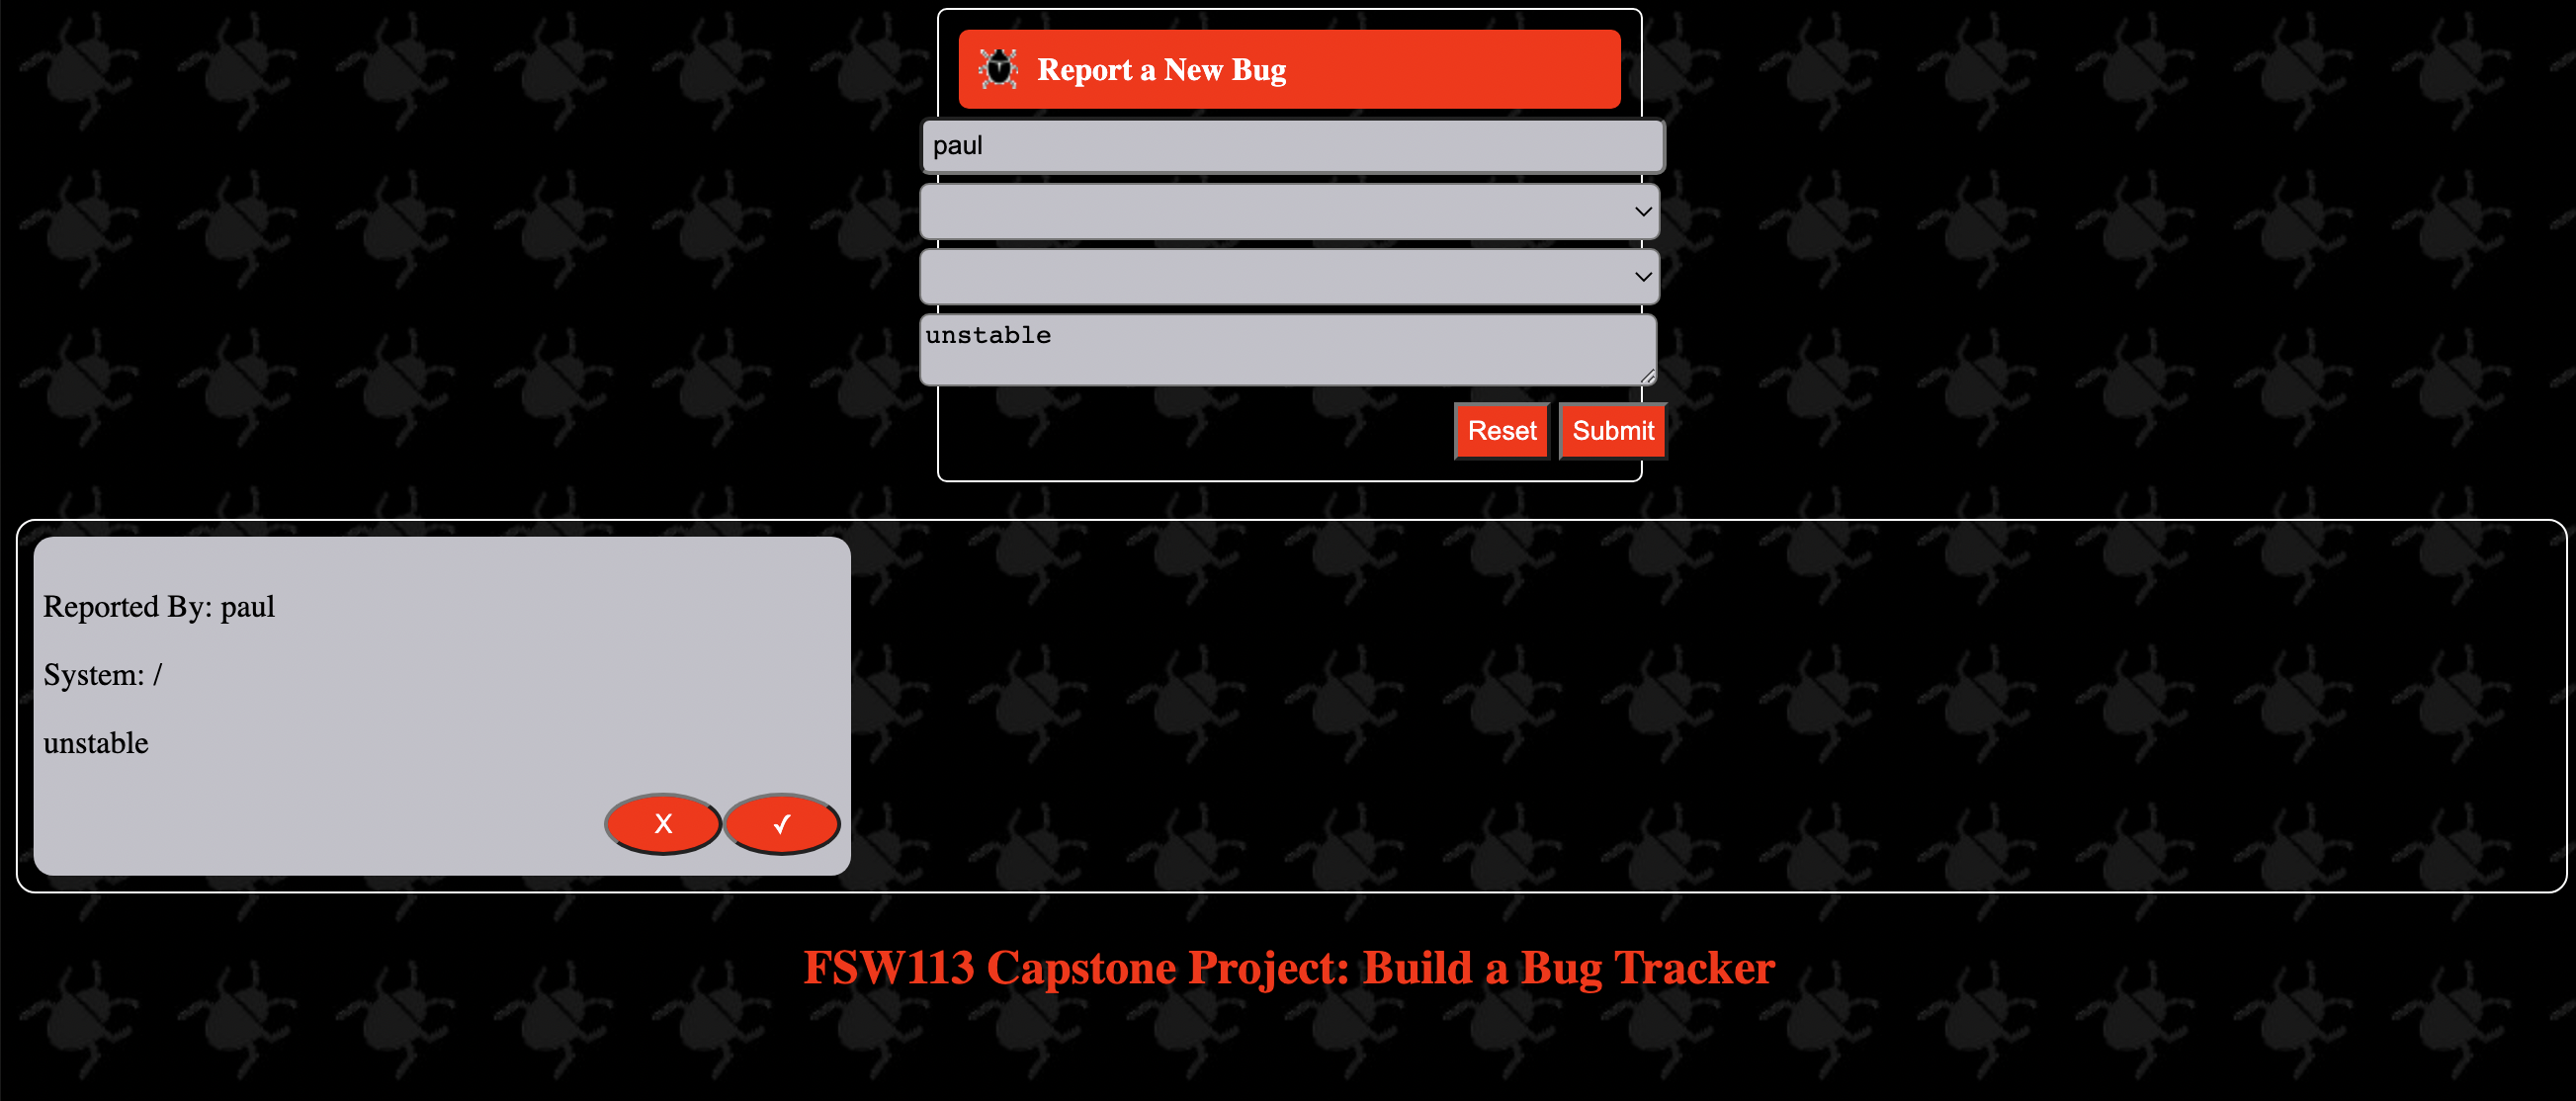 Report a New Bug
paul
unstable
Reset Submit
Reported By: paul
System: /
unstable
X ✓
FSW113 Capstone Project: Build a Bug Tracker